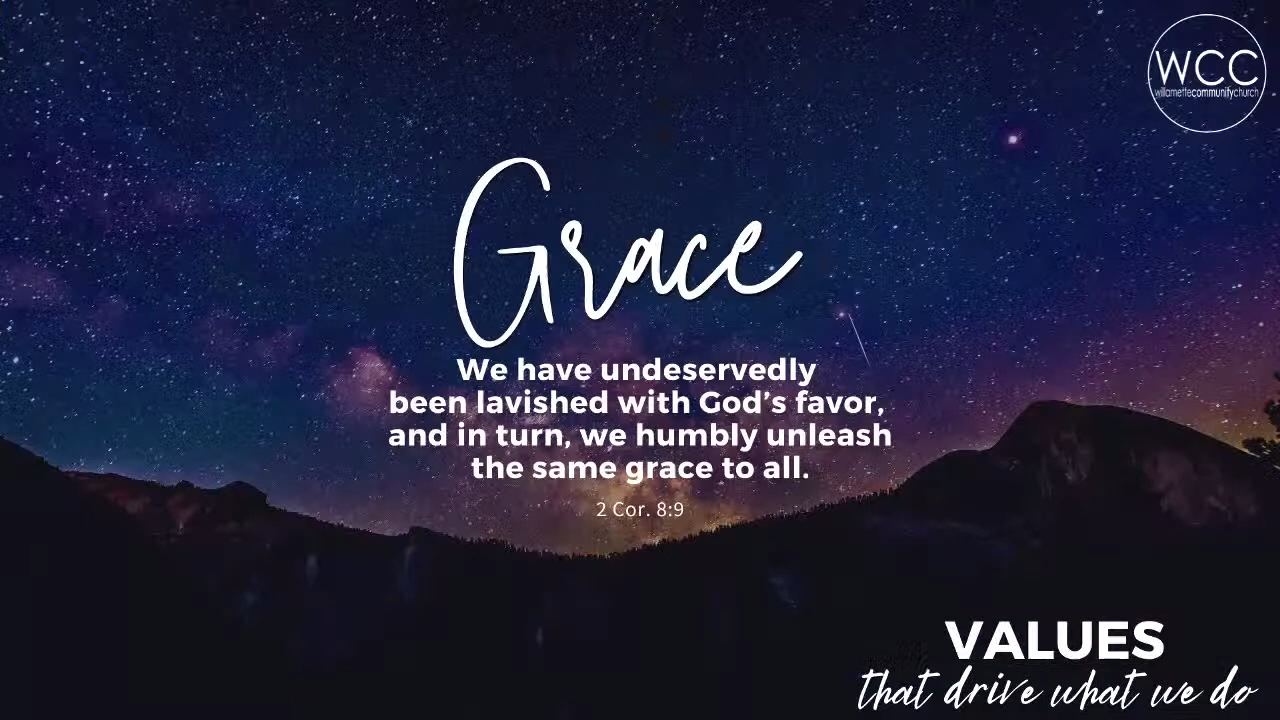 WCC
willamettecommunitychurch
Grace
We have undeservedly
been lavished with God's favor,
and in turn, we humbly unleash
the same grace to all.
2 Cor. 8:9
VALUES
that drive what we do